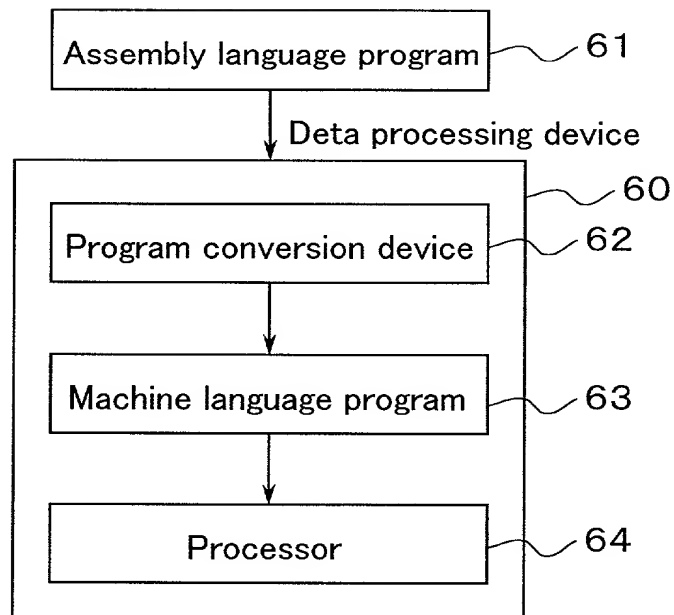 Assembly language program 61
Deta processing device
60
Program conversion device 62
Machine language program 63
Processor 64